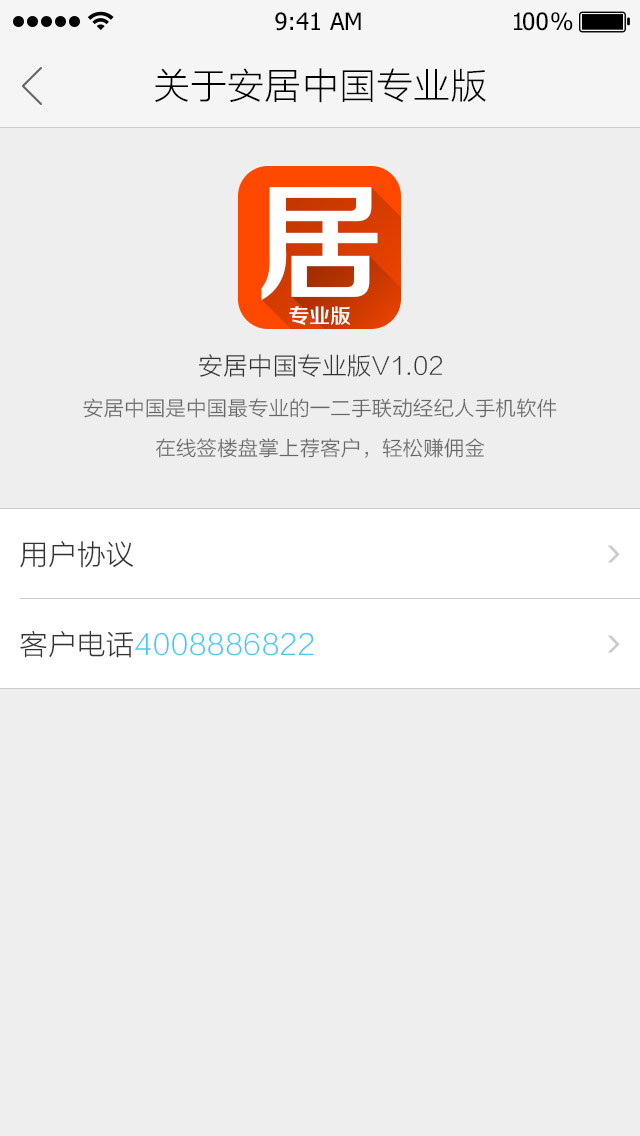 9:41 AM 100%
关于安居中国专业版
居
专业版
安居中国专业版V1.02
安居中国是中国最专业的一二手联动经纪人手机软件
在线签楼盘掌上荐客户，轻松赚佣金
用户协议
客户电话4008886822